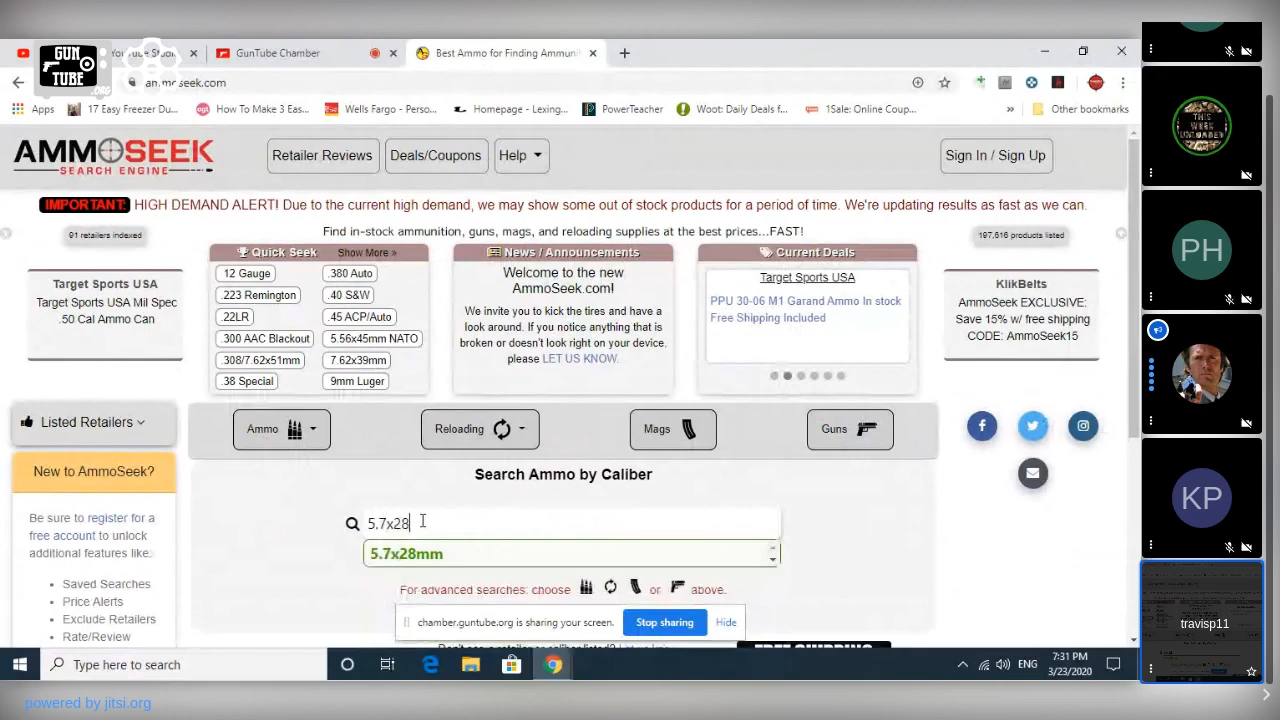 GUN
TUBE
.ORG
YouTube Studio
GunTube Chamber
Best Ammo for Finding Ammuni
ammoseek.com
Apps
17 Easy Freezer Du...
How To Make 3 Eas...
Wells Fargo - Perso...
Homepage - Lexing...
PowerTeacher
Woot: Daily Deals f...
1Sale: Online Coup...
Other bookmarks
AMMOSEEK
SEARCH ENGINE
Retailer Reviews
Deals/Coupons
Help
Sign In / Sign Up
IMPORTANT: HIGH DEMAND ALERT! Due to the current high demand, we may show some out of stock products for a period of time. We're updating results as fast as we can.
91 retailers indexed
Find in-stock ammunition, guns, mags, and reloading supplies at the best prices...FAST!
197,616 products listed
Target Sports USA
Target Sports USA Mil Spec
.50 Cal Ammo Can
Quick Seek Show More »
12 Gauge
.380 Auto
.223 Remington
.40 S&W
.22LR
.45 ACP/Auto
.300 AAC Blackout
5.56x45mm NATO
.308/7.62x51mm
7.62x39mm
.38 Special
9mm Luger
News / Announcements
Welcome to the new
AmmoSeek.com!
We invite you to kick the tires and have a
look around. If you notice anything that is
broken or doesn't look right on your device,
please LET US KNOW.
Current Deals
Target Sports USA
PPU 30-06 M1 Garand Ammo In stock
Free Shipping Included
KlikBelts
AmmoSeek EXCLUSIVE:
Save 15% w/ free shipping
CODE: AmmoSeek15
Listed Retailers
Ammo
Reloading
Mags
Guns
New to AmmoSeek?
Be sure to register for a
free account to unlock
additional features like:
Saved Searches
Price Alerts
Exclude Retailers
Rate/Review
Search Ammo by Caliber
5.7x28
5.7x28mm
For advanced searches: choose or above.
chamber.guntube.org is sharing your screen.
Stop sharing
Hide
Type here to search
ENG
7:31 PM
3/23/2020
THIS
WEEK
UNLOADED
PH
KP
travisp11
powered by jitsi.org